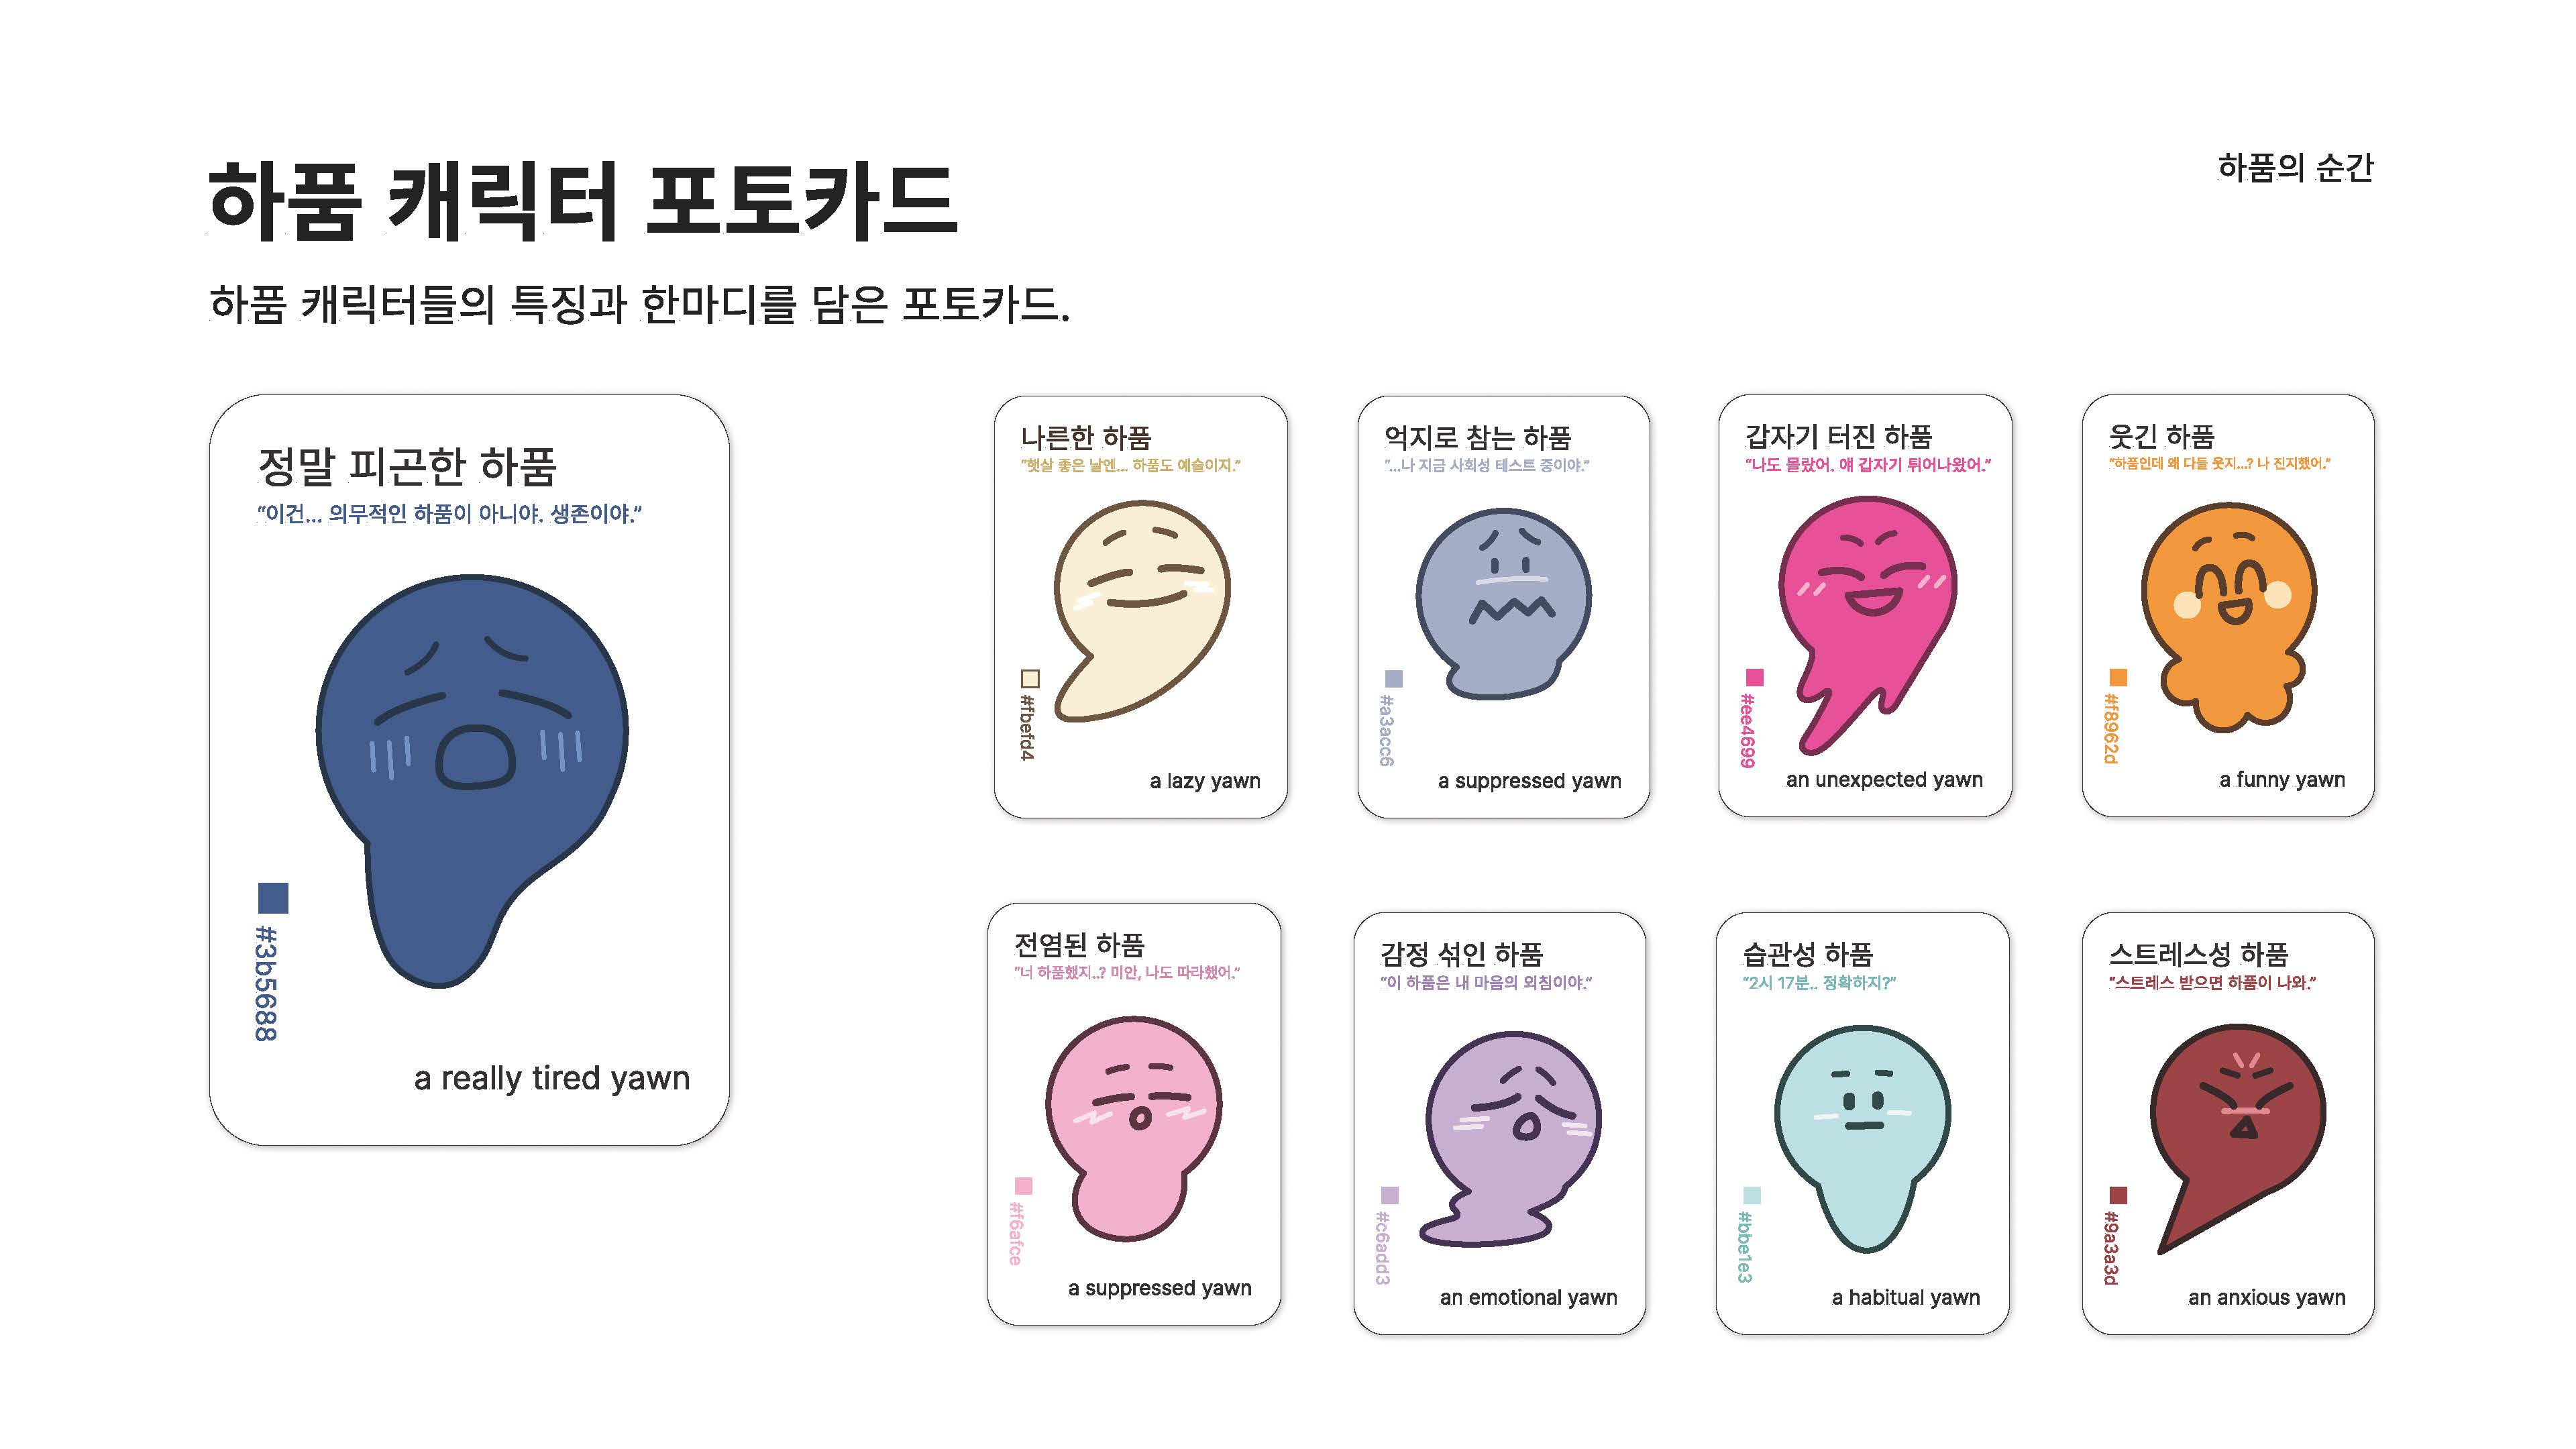 하품 캐릭터 포토카드
하품의 순간
하품 캐릭터들의 특징과 한마디를 담은 포토카드.
정말 피곤한 하품
"이건... 의무적인 하품이 아니야. 생존이야."
#3b5688
a really tired yawn
나른한 하품
"햇살 좋은 날엔... 하품도 예술이지."
#fbefd4
a lazy yawn
억지로 참는 하품
"...나 지금 사회성 테스트 중이야."
#a3acc6
a suppressed yawn
갑자기 터진 하품
"나도 몰랐어. 얘 갑자기 튀어나왔어."
#ee4699
an unexpected yawn
웃긴 하품
"하품인데 왜 다들 웃지...? 나 진지했어."
#f8962d
a funny yawn
전염된 하품
"너 하품했지..? 미안, 나도 따라했어."
#f6afce
a suppressed yawn
감정 섞인 하품
"이 하품은 내 마음의 외침이야."
#c6add3
an emotional yawn
습관성 하품
"2시 17분.. 정확하지?"
#bbe1e3
a habitual yawn
스트레스성 하품
"스트레스 받으면 하품이 나와."
#9a3a3d
an anxious yawn